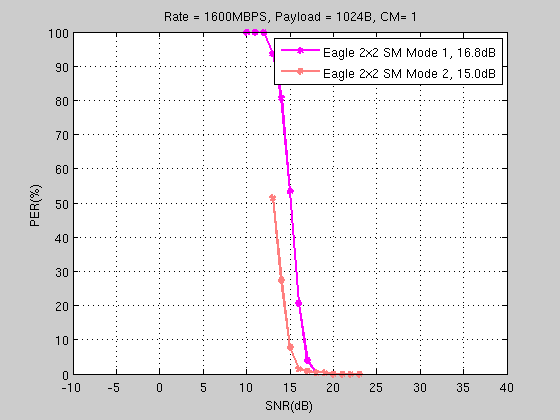 Rate = 1600MBPS, Payload = 1024B, CM= 1
Eagle 2x2 SM Mode 1, 16.8dB
Eagle 2x2 SM Mode 2, 15.0dB
PER(%)
100
90
80
70
60
50
40
30
20
10
0
-10 -5 0 5 10 15 20 25 30 35 40
SNR(dB)